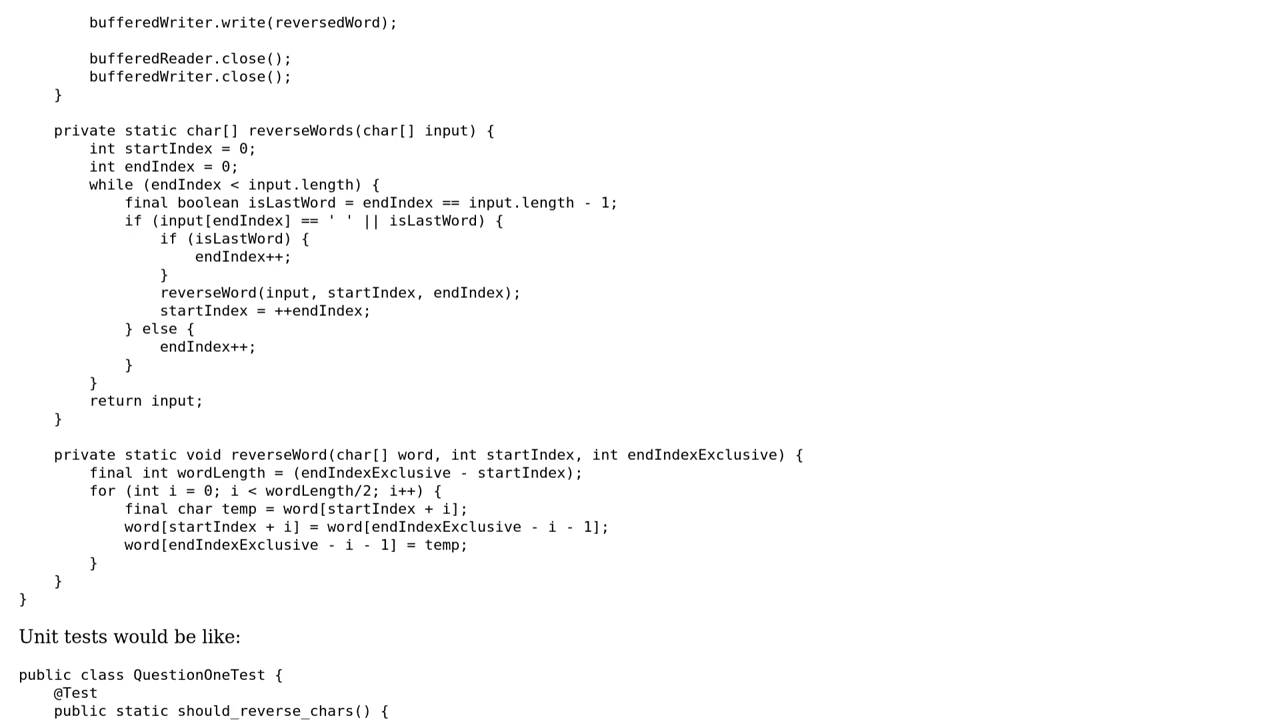 bufferedWriter.write(reversedWord);

        bufferedReader.close();
        bufferedWriter.close();
    }

    private static char[] reverseWords(char[] input) {
        int startIndex = 0;
        int endIndex = 0;
        while (endIndex < input.length) {
            final boolean isLastWord = endIndex == input.length - 1;
            if (input[endIndex] == ' ' || isLastWord) {
                if (isLastWord) {
                    endIndex++;
                }
                reverseWord(input, startIndex, endIndex);
                startIndex = ++endIndex;
            } else {
                endIndex++;
            }
        }
        return input;
    }

    private static void reverseWord(char[] word, int startIndex, int endIndexExclusive) {
        final int wordLength = (endIndexExclusive - startIndex);
        for (int i = 0; i < wordLength/2; i++) {
            final char temp = word[startIndex + i];
            word[startIndex + i] = word[endIndexExclusive - i - 1];
            word[endIndexExclusive - i - 1] = temp;
        }
    }
}
Unit tests would be like:
public class QuestionOneTest {
    @Test
    public static should_reverse_chars() {